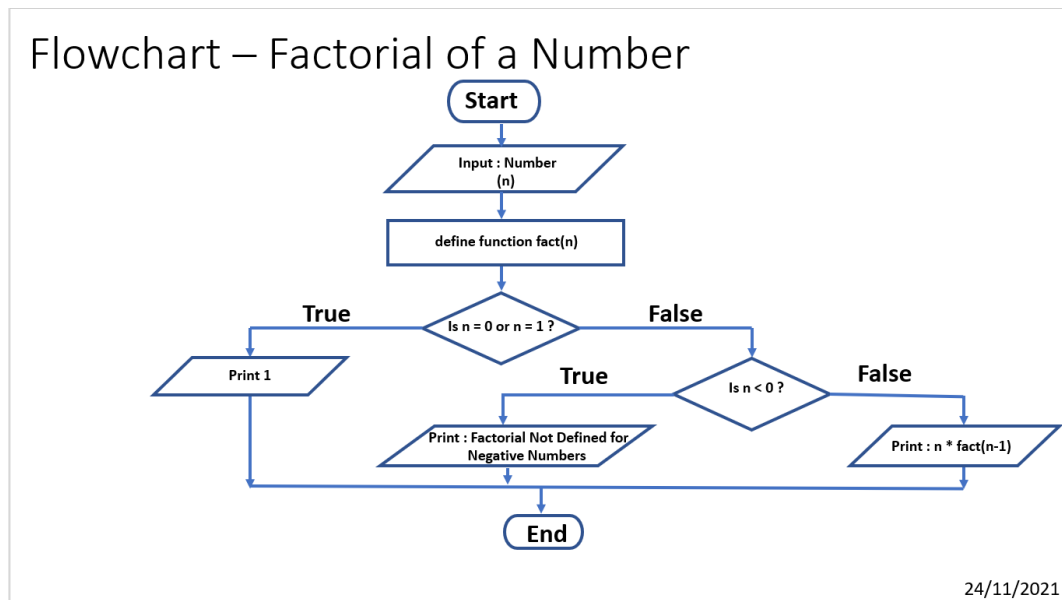 Flowchart – Factorial of a Number
Start
Input : Number
(n)
define function fact(n)
True
Is n = 0 or n = 1 ?
False
Print 1
True
Is n < 0 ?
False
Print : Factorial Not Defined for
Negative Numbers
Print : n * fact(n-1)
End
24/11/2021